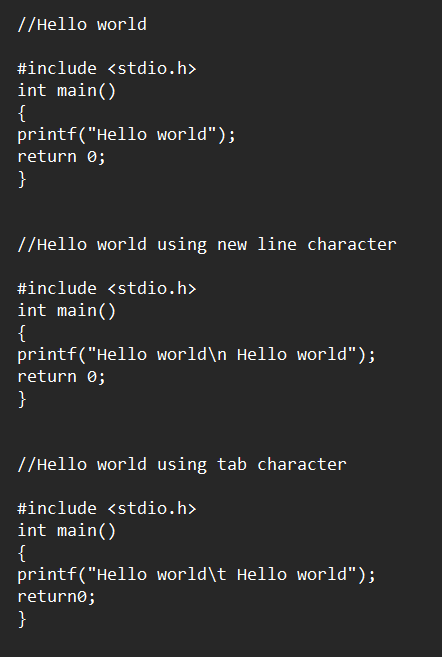 //Hello world
#include <stdio.h>
int main()
{
printf("Hello world");
return 0;
}
//Hello world using new line character
#include <stdio.h>
int main()
{
printf("Hello world\n Hello world");
return 0;
}
//Hello world using tab character
#include <stdio.h>
int main()
{
printf("Hello world\t Hello world");
return0;
}